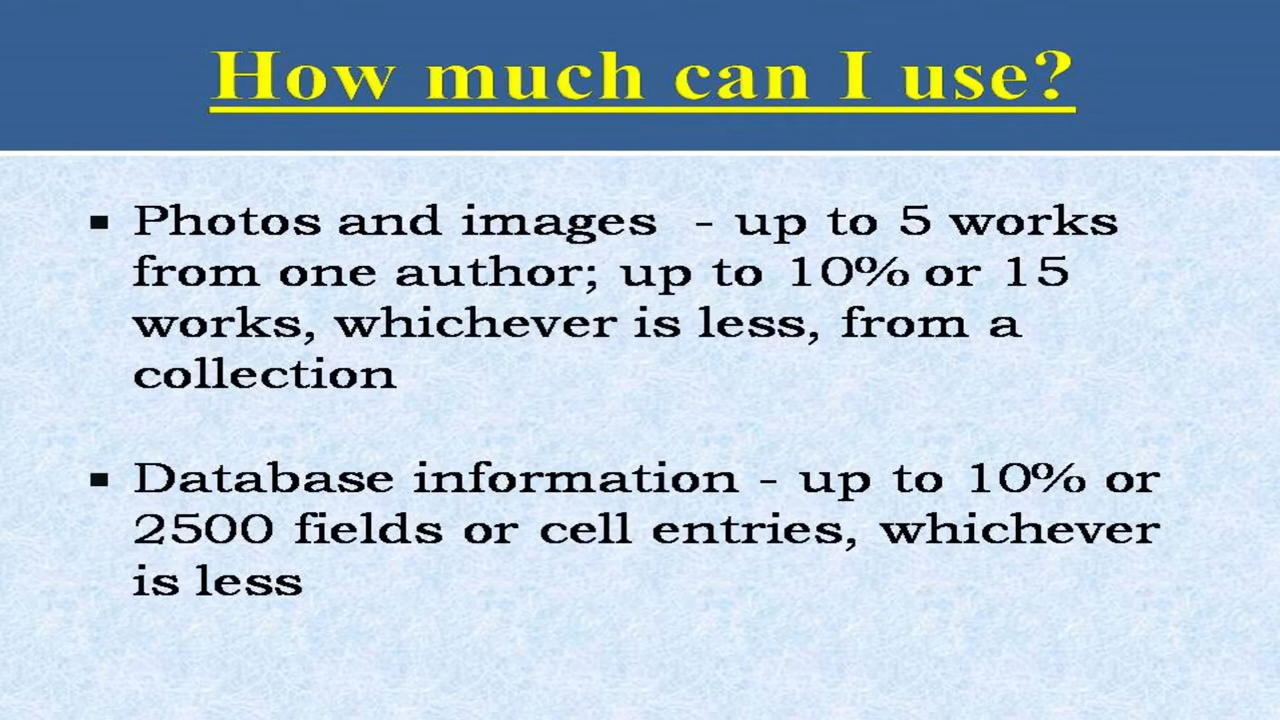 How much can I use?
▪ Photos and images - up to 5 works
from one author; up to 10% or 15
works, whichever is less, from a
collection
▪ Database information - up to 10% or
2500 fields or cell entries, whichever
is less